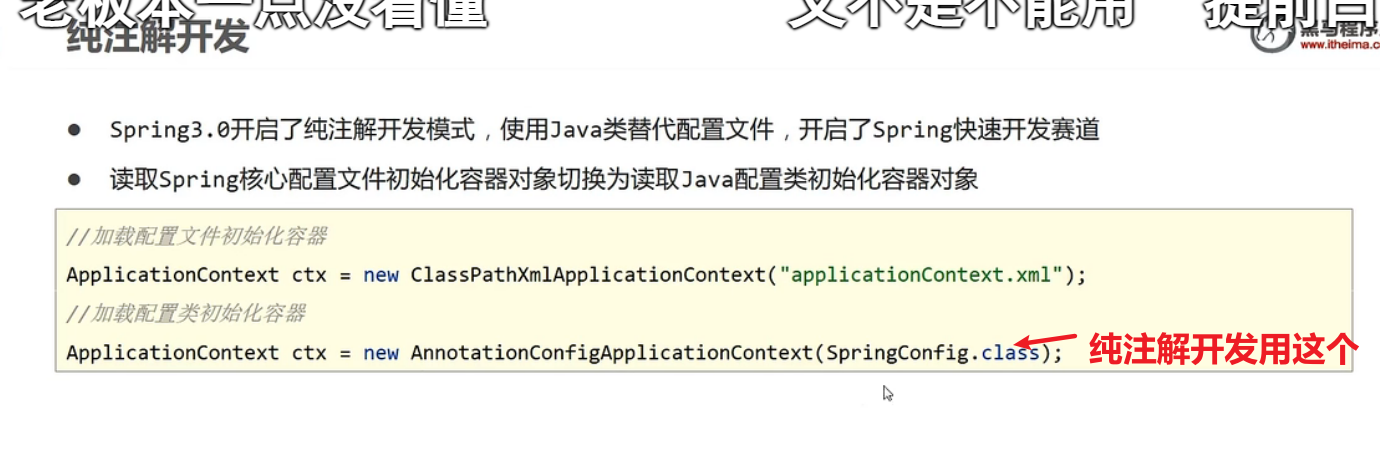 老板本一点没看懂 又不是不能用 提前白
纯注解开发
黑马程序
www.itheima.c
● Spring3.0开启了纯注解开发模式，使用Java类替代配置文件，开启了Spring快速开发赛道
● 读取Spring核心配置文件初始化容器对象切换为读取Java配置类初始化容器对象
//加载配置文件初始化容器
ApplicationContext ctx = new ClassPathXmlApplicationContext("applicationContext.xml");
//加载配置类初始化容器
ApplicationContext ctx = new AnnotationConfigApplicationContext(SpringConfig.class);
纯注解开发用这个